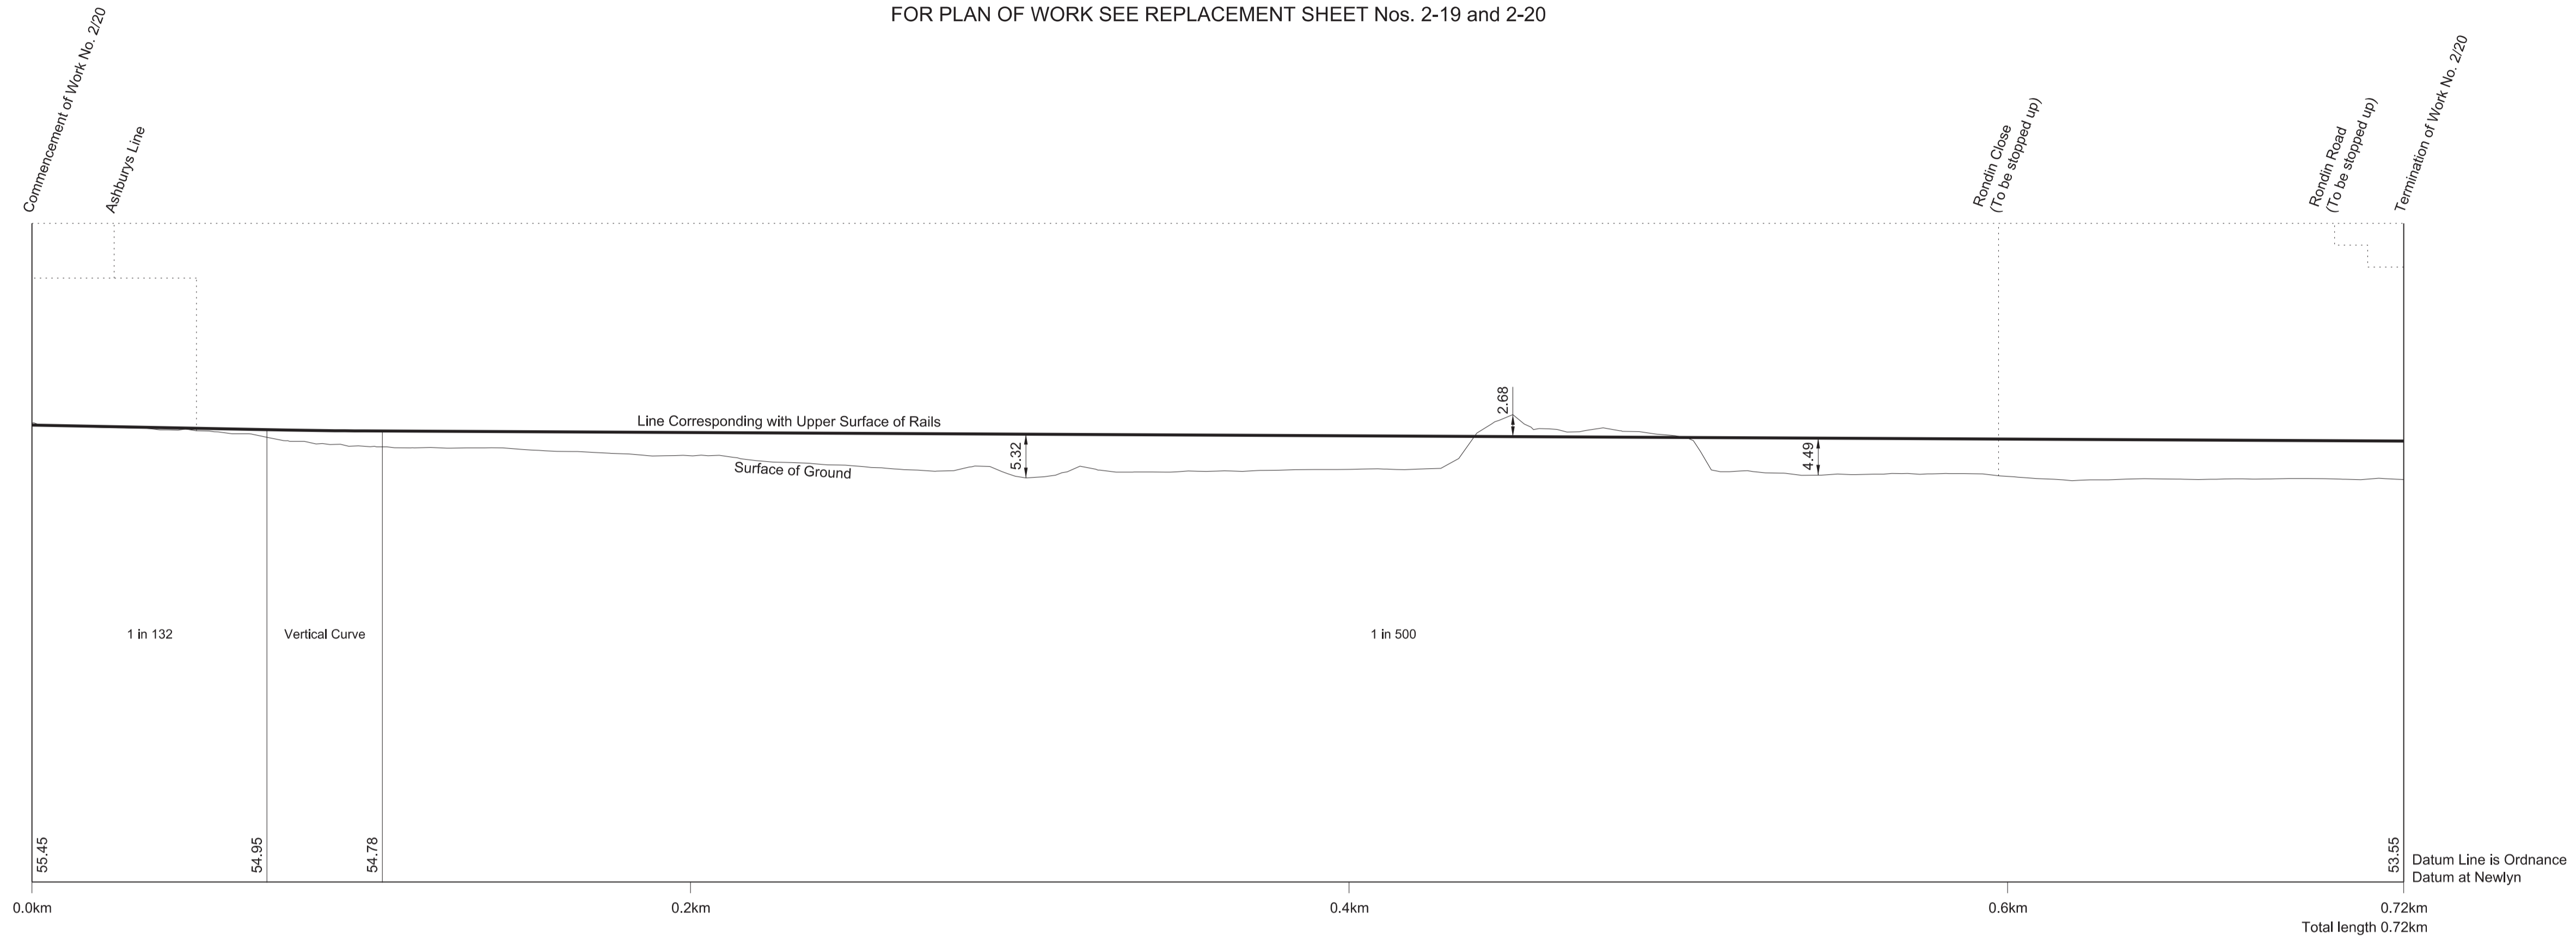 FOR PLAN OF WORK SEE REPLACEMENT SHEET Nos. 2-19 and 2-20
Commencement of Work No. 2/20
Ashburys Line
Rondin Close
(To be stopped up)
Rondin Road
(To be stopped up)
Termination of Work No. 2/20
Line Corresponding with Upper Surface of Rails
Surface of Ground
5.32
2.68
4.49
1 in 132
Vertical Curve
1 in 500
55.45
54.95
54.78
53.55
Datum Line is Ordnance
Datum at Newlyn
0.0km
0.2km
0.4km
0.6km
0.72km
Total length 0.72km